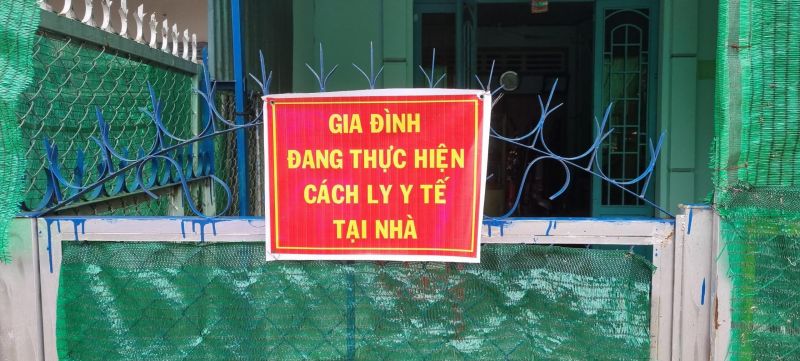 GIA ĐÌNH
ĐANG THỰC HIỆN
CÁCH LY Y TẾ
TẠI NHÀ